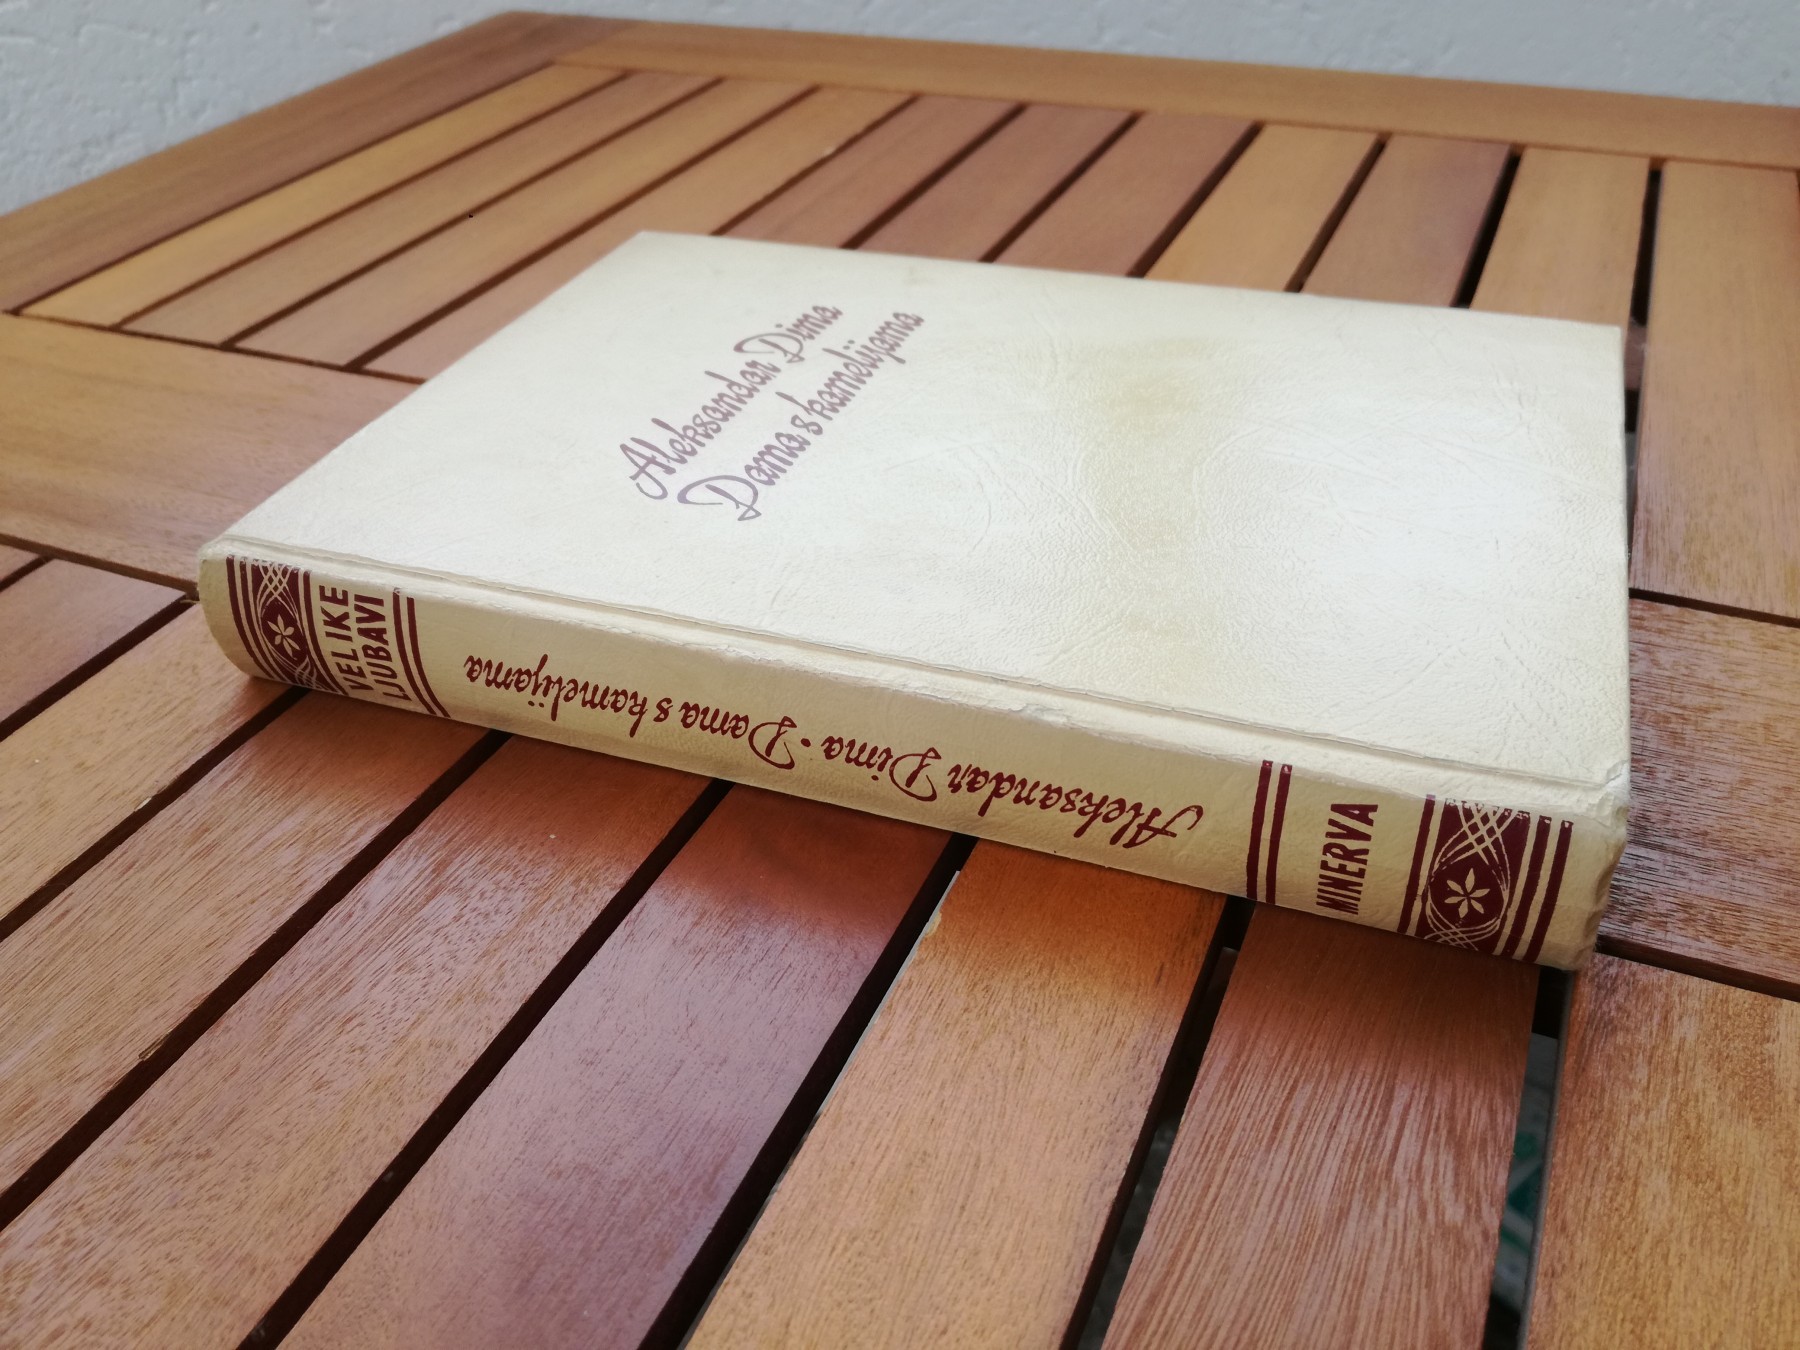 Aleksandar Dima
Dama s kamelijama
VELIKE
LJUBAVI
Aleksandar Dima • Dama s kamelijama
MINERVA